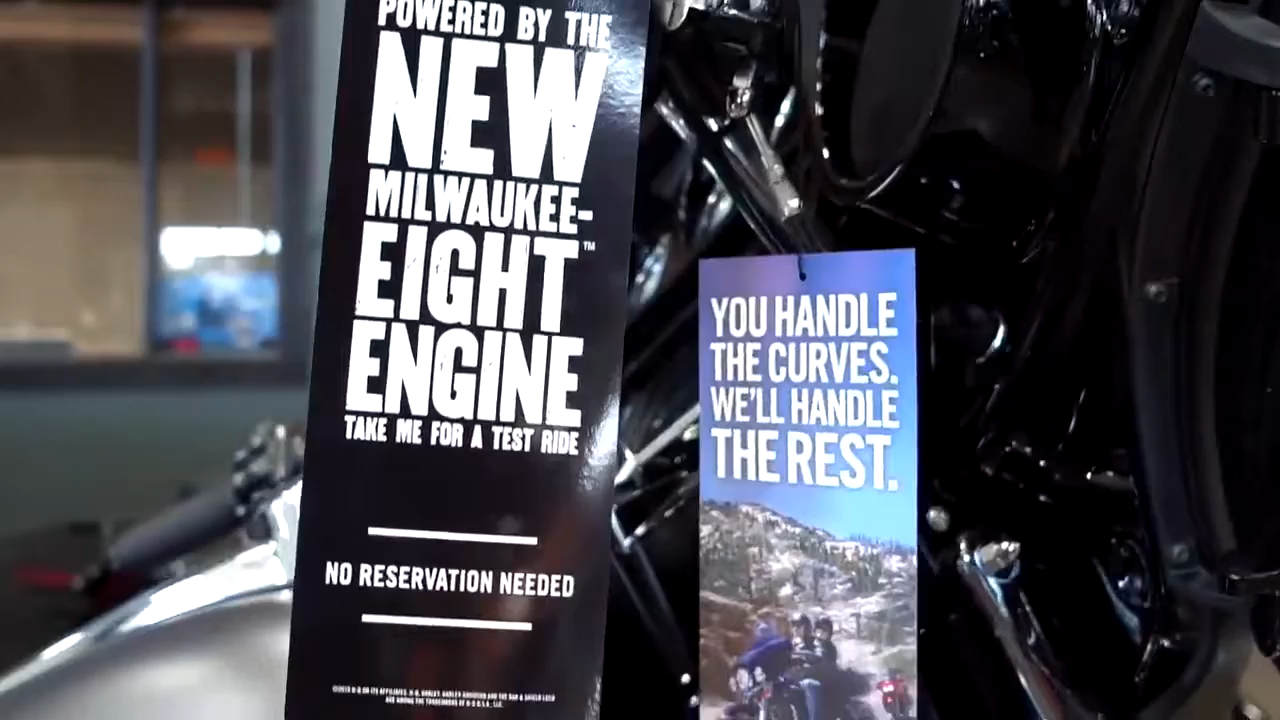 POWERED BY THE
NEW
MILWAUKEE-
EIGHT™
ENGINE
TAKE ME FOR A TEST RIDE
NO RESERVATION NEEDED
YOU HANDLE
THE CURVES.
WE'LL HANDLE
THE REST.